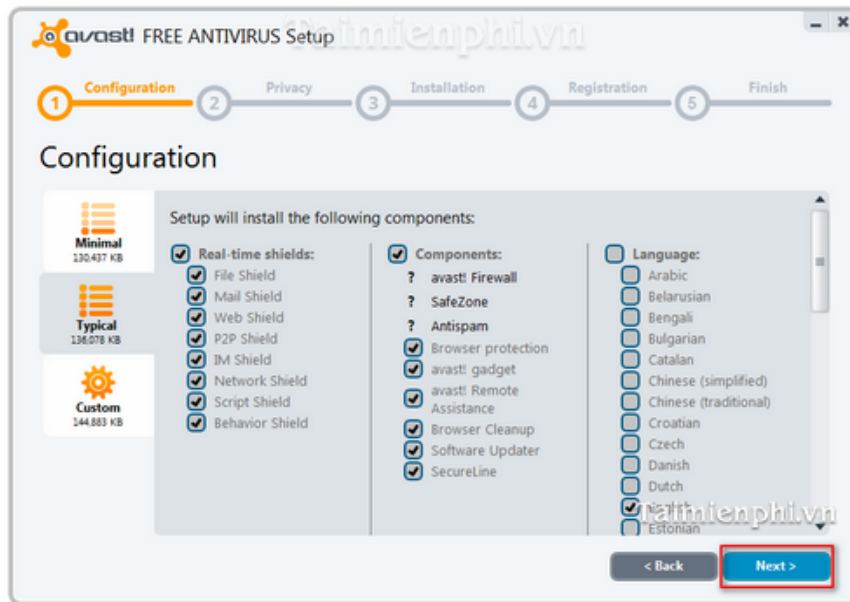 avast! FREE ANTIVIRUS Setup
Taimienphi.vn
1 Configuration
2 Privacy
3 Installation
4 Registration
5 Finish
Configuration
Minimal
130,437 KB
Typical
136,078 KB
Custom
144,883 KB
Setup will install the following components:
Real-time shields:
File Shield
Mail Shield
Web Shield
P2P Shield
IM Shield
Network Shield
Script Shield
Behavior Shield
Components:
? avast! Firewall
? SafeZone
? Antispam
Browser protection
avast! gadget
avast! Remote
Assistance
Browser Cleanup
Software Updater
SecureLine
Language:
Arabic
Belarusian
Bengali
Bulgarian
Catalan
Chinese (simplified)
Chinese (traditional)
Croatian
Czech
Danish
Dutch
English
Taimienphi.vn
Estonian
< Back
Next >